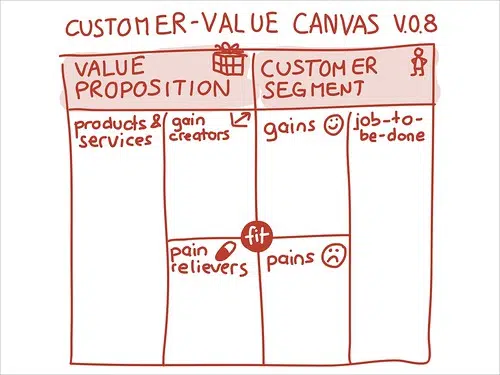 CUSTOMER-VALUE CANVAS V.0.8
VALUE
PROPOSITION
CUSTOMER
SEGMENT
products &
services
gain
creators
gains
job-to-
be-done
fit
pain
relievers
pains